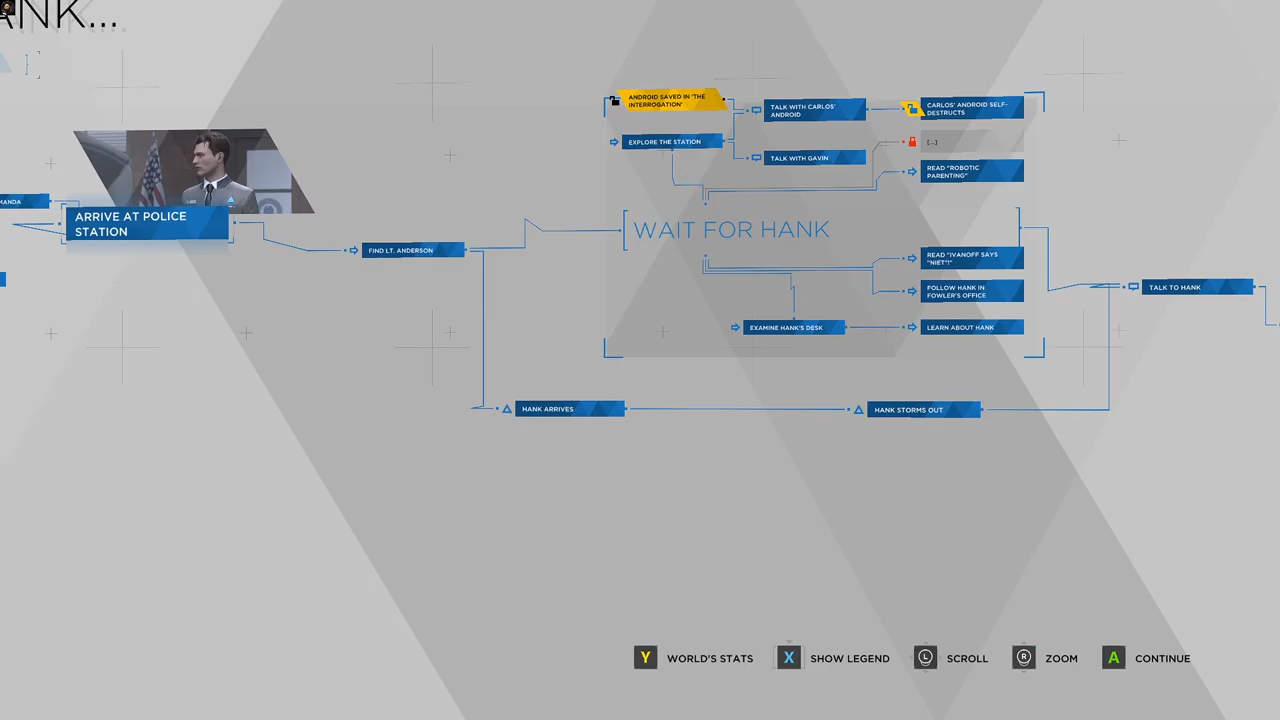 ANK...
MANDA
ARRIVE AT POLICE
STATION
FIND LT. ANDERSON
ANDROID SAVED IN 'THE
INTERROGATION'
EXPLORE THE STATION
TALK WITH CARLOS'
ANDROID
CARLOS' ANDROID SELF-
DESTRUCTS
[...]
TALK WITH GAVIN
READ "ROBOTIC
PARENTING"
WAIT FOR HANK
READ "IVANOFF SAYS
"NIET"!"
FOLLOW HANK IN
FOWLER'S OFFICE
EXAMINE HANK'S DESK
LEARN ABOUT HANK
TALK TO HANK
HANK ARRIVES
HANK STORMS OUT
Y WORLD'S STATS
X SHOW LEGEND
L SCROLL
R ZOOM
A CONTINUE